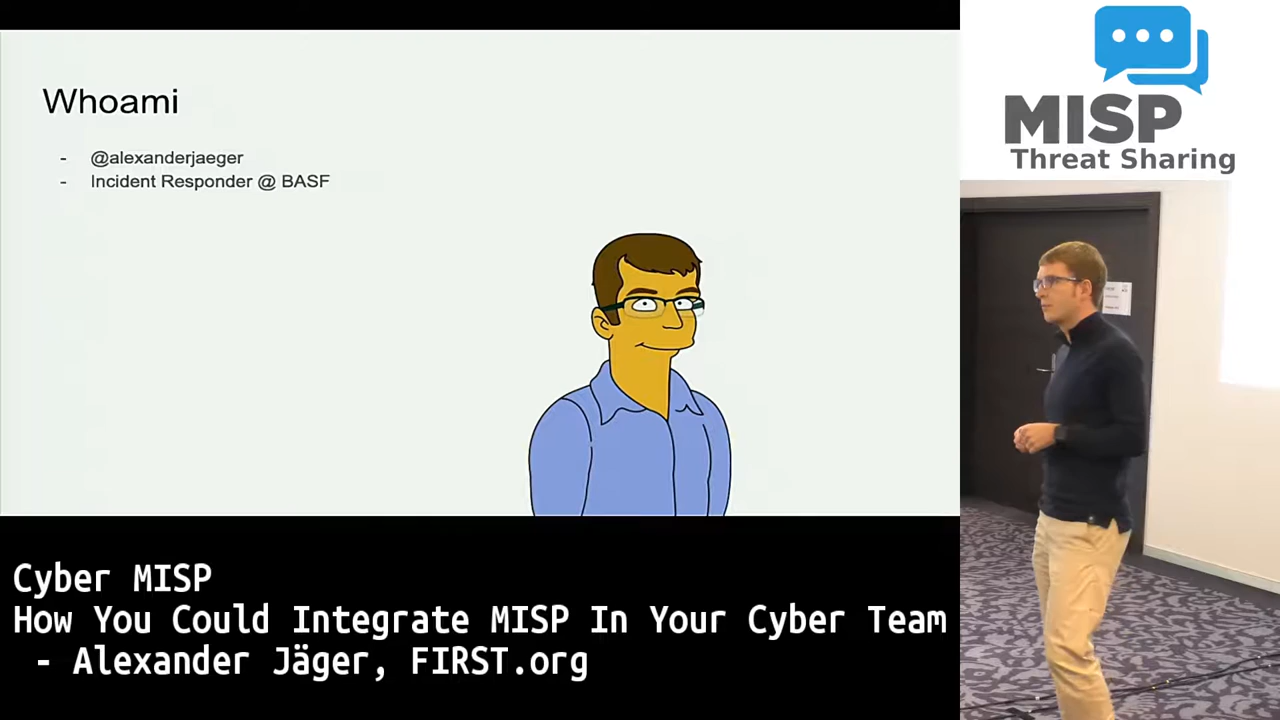 Whoami
- @alexanderjaeger
- Incident Responder @ BASF
MISP
Threat Sharing
Cyber MISP
How You Could Integrate MISP In Your Cyber Team
- Alexander Jäger, FIRST.org